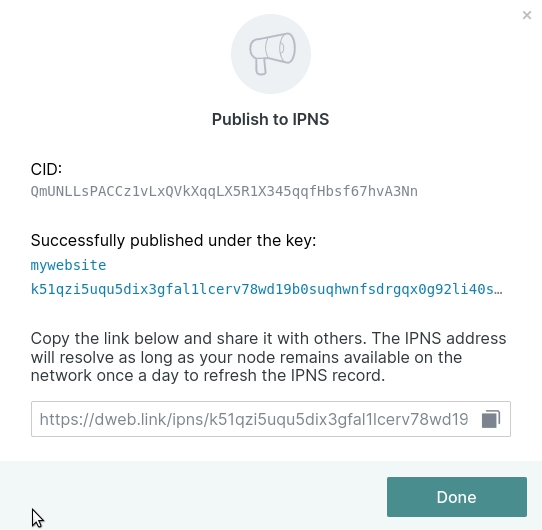 Publish to IPNS
CID:
QmUNLLsPACCz1vLxQVkXqqLX5R1X345qqfHbsf67hvA3Nn
Successfully published under the key:
mywebsite
k51qzi5uqu5dix3gfal1lcerv78wd19b0suqhwnfsdrgqx0g92li40s…
Copy the link below and share it with others. The IPNS address
will resolve as long as your node remains available on the
network once a day to refresh the IPNS record.
https://dweb.link/ipns/k51qzi5uqu5dix3gfal1lcerv78wd19
Done